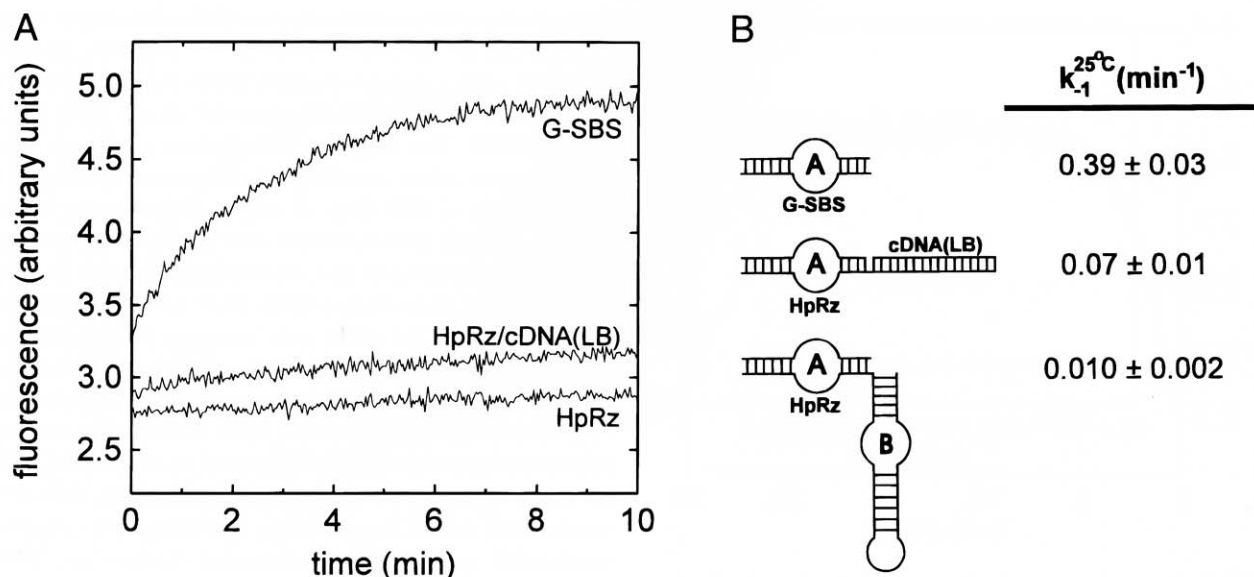 A
fluorescence (arbitrary units)
5.0
4.5
4.0
3.5
3.0
2.5
G-SBS
HpRz/cDNA(LB)
HpRz
0
2
4
6
8
10
time (min)
B
k₋₁²⁵°ᶜ(min⁻¹)
A
G-SBS
0.39 ± 0.03
cDNA(LB)
A
HpRz
0.07 ± 0.01
A
HpRz
0.010 ± 0.002
B